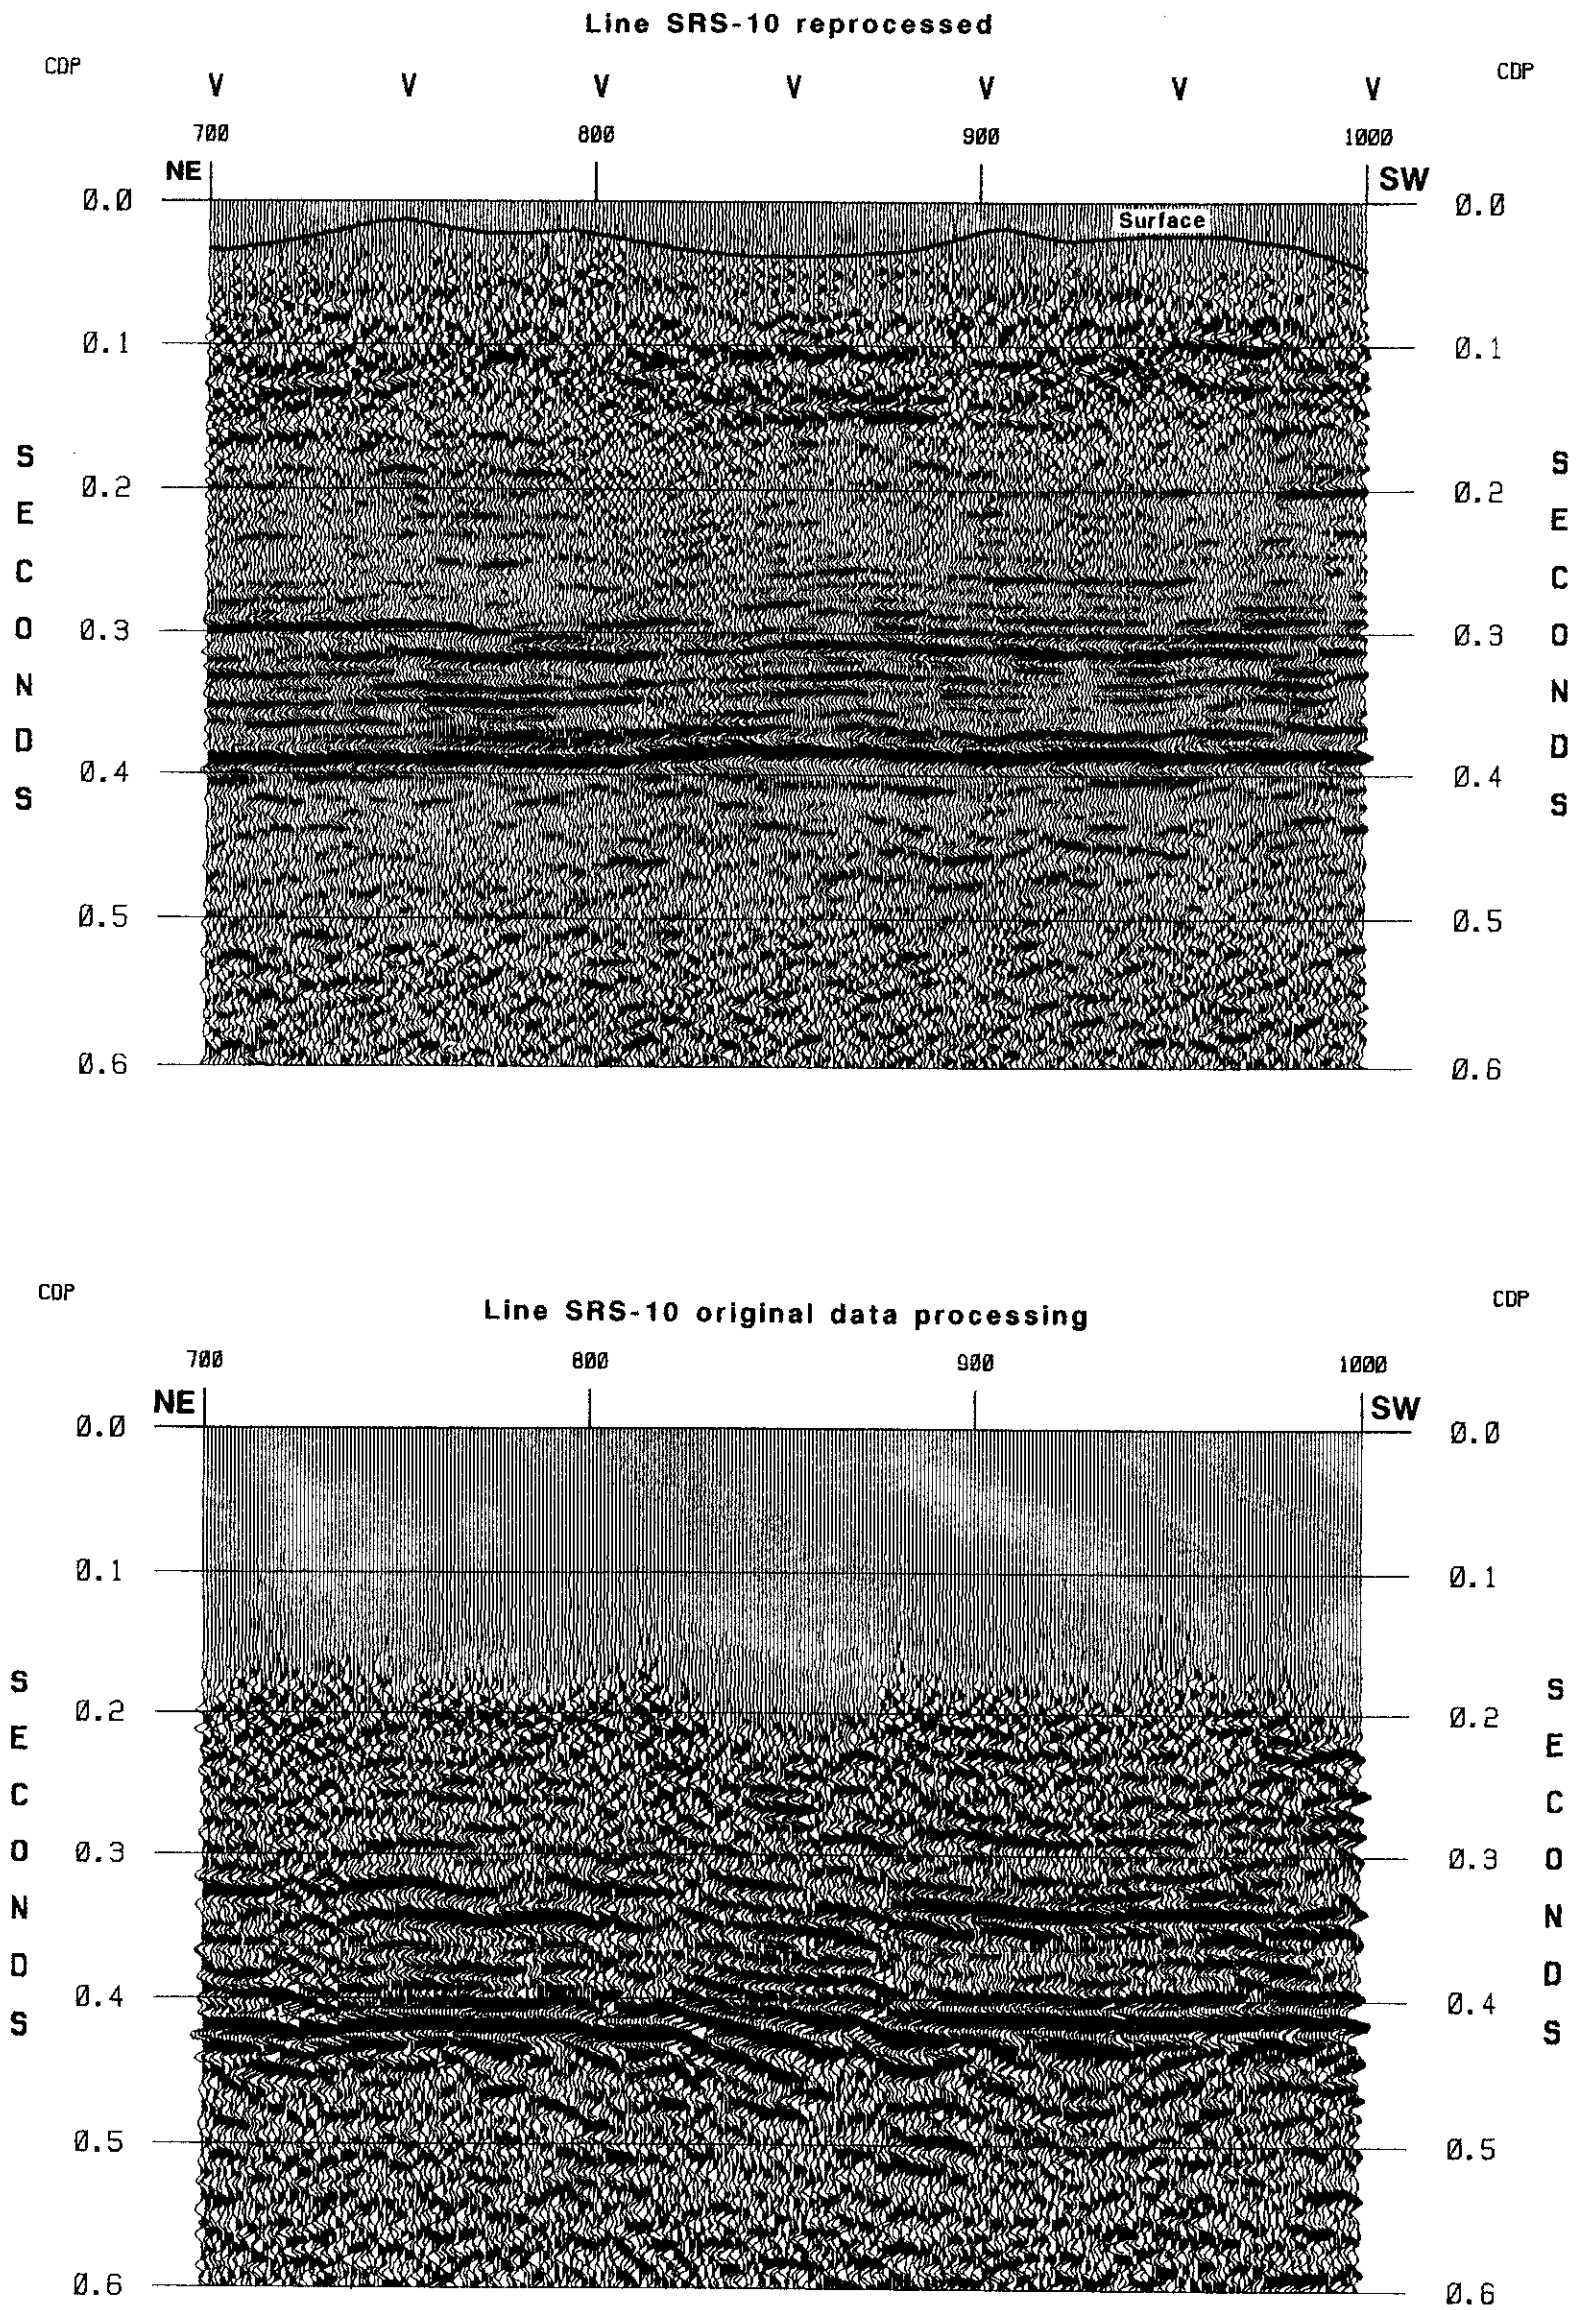 Line SRS-10 reprocessed
CDP CDP
V V V V V V V
700 800 900 1000
NE SW
Surface
0.0 0.0
0.1 0.1
0.2 0.2
0.3 0.3
0.4 0.4
0.5 0.5
0.6 0.6
SECONDS SECONDS
CDP CDP
Line SRS-10 original data processing
700 800 900 1000
NE SW
0.0 0.0
0.1 0.1
0.2 0.2
0.3 0.3
0.4 0.4
0.5 0.5
0.6 0.6
SECONDS SECONDS